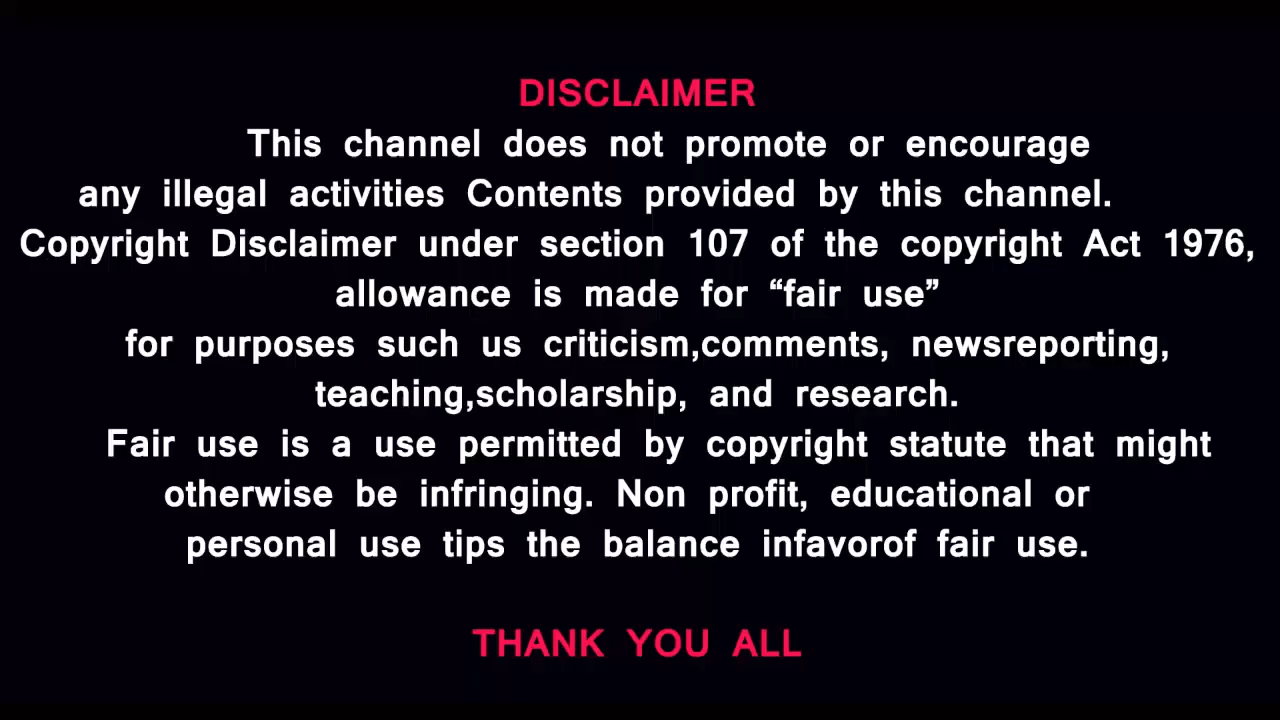 DISCLAIMER
This channel does not promote or encourage
any illegal activities Contents provided by this channel.
Copyright Disclaimer under section 107 of the copyright Act 1976,
allowance is made for “fair use”
for purposes such us criticism,comments, newsreporting,
teaching,scholarship, and research.
Fair use is a use permitted by copyright statute that might
otherwise be infringing. Non profit, educational or
personal use tips the balance infavorof fair use.
THANK YOU ALL